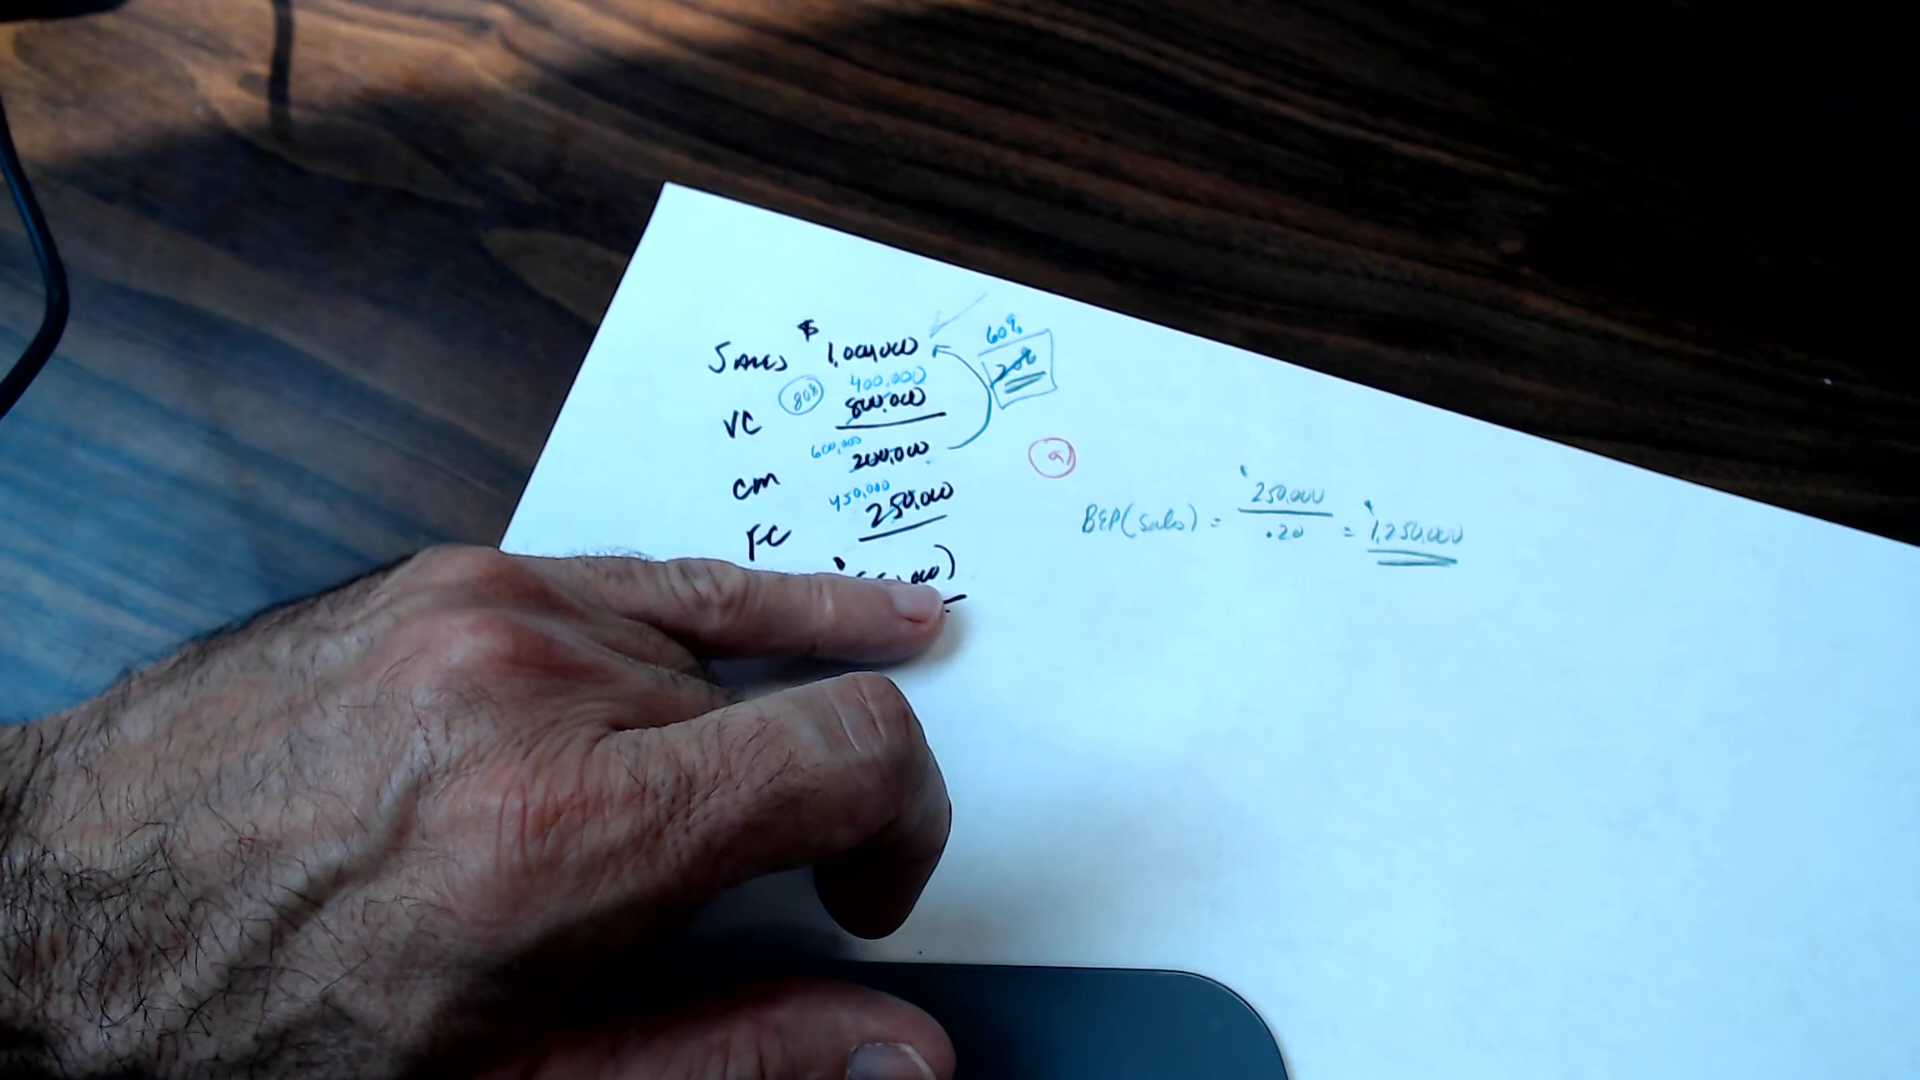 Sales $ 1,000,000
60%
20%
400,000
VC 80% 800,000
600,000
CM 200,000
a)
450,000
FC 250,000
BEP(sales) = 250,000 / .20 = 1,250,000
,000)